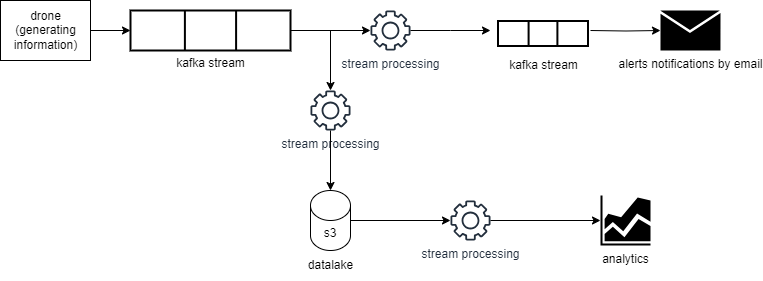 drone
(generating
information)
kafka stream
stream processing
kafka stream
alerts notifications by email
stream processing
s3
datalake
stream processing
analytics